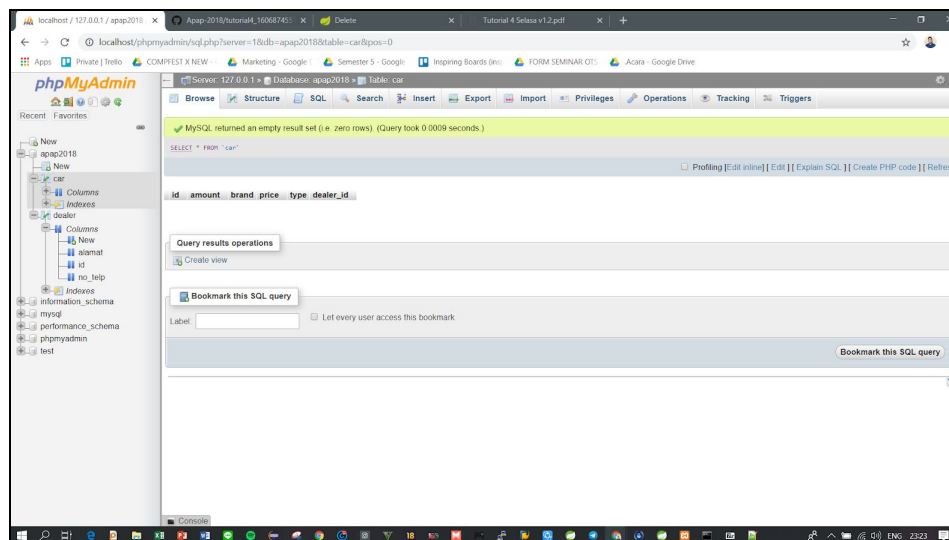 localhost / 127.0.0.1 / apap2018
Apap-2018/tutorial4_160687455
Delete
Tutorial 4 Selasa v1.2.pdf
localhost/phpmyadmin/sql.php?server=1&db=apap2018&table=car&pos=0
Apps
Private | Trello
COMPFEST X NEW -
Marketing - Google
Semester 5 - Google
Inspiring Boards (ins
FORM SEMINAR OTS
Acara - Google Drive
phpMyAdmin
Recent Favorites
New
apap2018
New
car
Columns
Indexes
dealer
Columns
New
alamat
id
no_telp
Indexes
information_schema
mysql
performance_schema
phpmyadmin
test
Server: 127.0.0.1 » Database: apap2018 » Table: car
Browse Structure SQL Search Insert Export Import Privileges Operations Tracking Triggers
MySQL returned an empty result set (i.e. zero rows). (Query took 0.0009 seconds.)
SELECT * FROM `car`
Profiling [Edit inline] [ Edit ] [ Explain SQL ] [ Create PHP code ] [ Refres
id amount brand price type dealer_id
Query results operations
Create view
Bookmark this SQL query
Label: Let every user access this bookmark
Bookmark this SQL query
Console
ENG 23:23